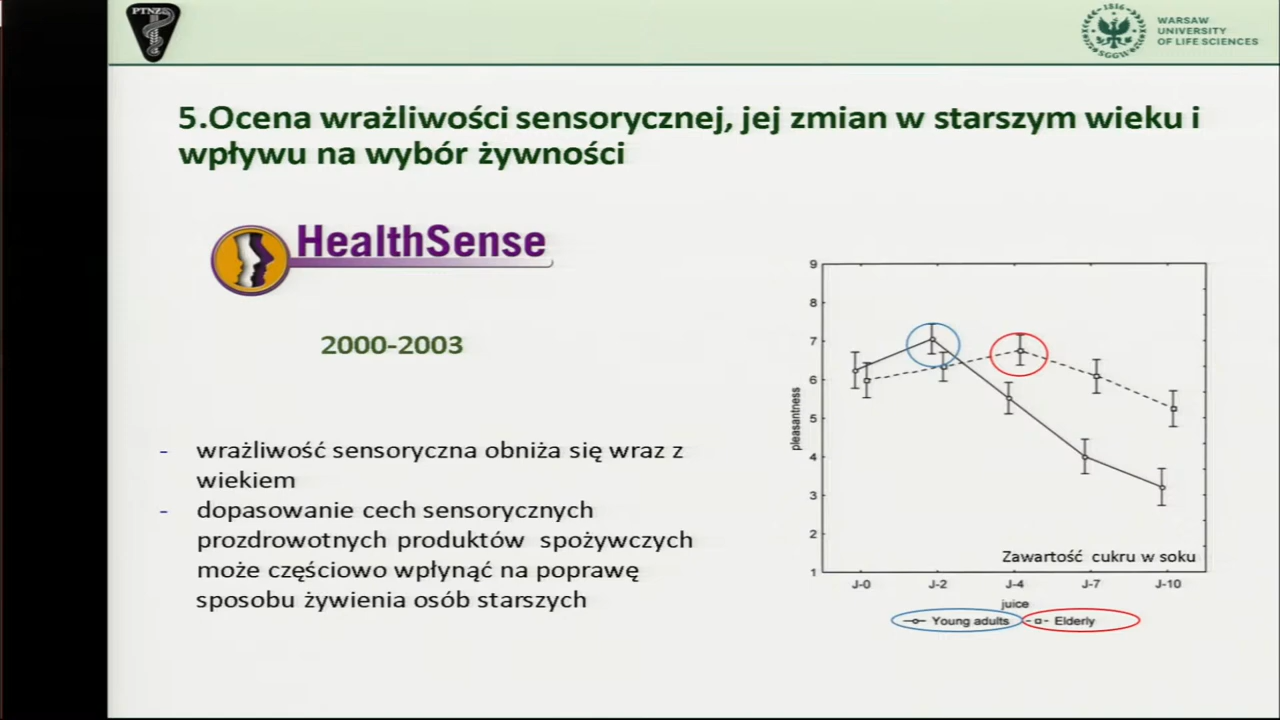 PTNŻ
1816
SGGW
WARSAW
UNIVERSITY
OF LIFE SCIENCES
5.Ocena wrażliwości sensorycznej, jej zmian w starszym wieku i
wpływu na wybór żywności
HealthSense
2000-2003
- wrażliwość sensoryczna obniża się wraz z
wiekiem
- dopasowanie cech sensorycznych
prozdrowotnych produktów spożywczych
może częściowo wpłynąć na poprawę
sposobu żywienia osób starszych
9
8
7
6
5
4
3
2
1
pleasantness
Zawartość cukru w soku
J-0 J-2 J-4 J-7 J-10
juice
Young adults Elderly